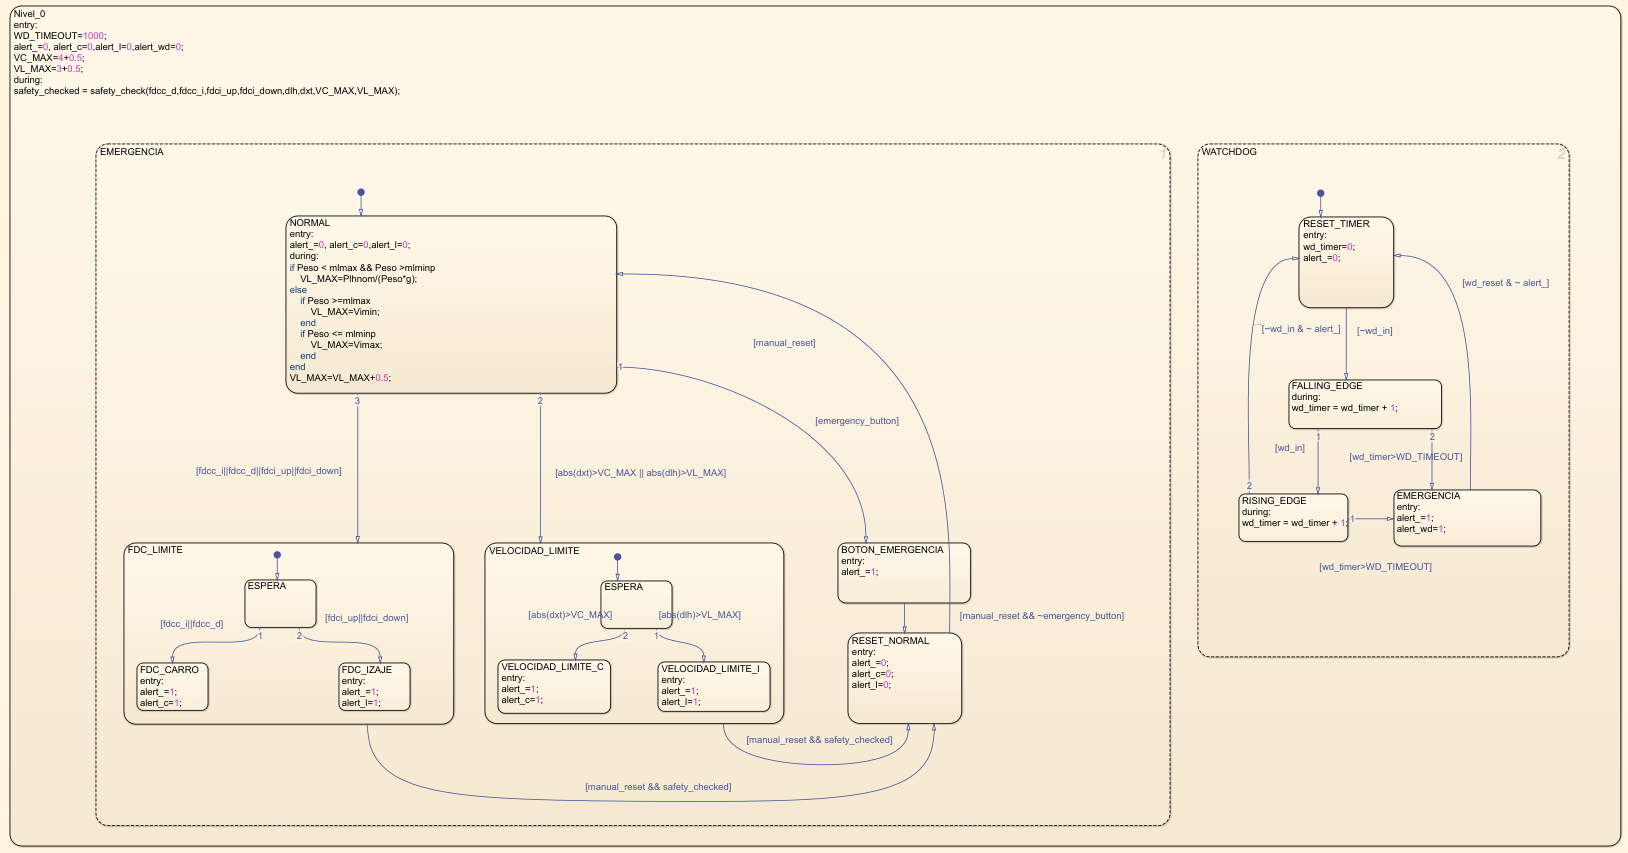 Nivel_0
entry:
WD_TIMEOUT=1000;
alert_=0, alert_c=0,alert_l=0,alert_wd=0;
VC_MAX=4+0.5;
VL_MAX=3+0.5;
during:
safety_checked = safety_check(fdcc_d,fdcc_i,fdci_up,fdci_down,dlh,dxt,VC_MAX,VL_MAX);
EMERGENCIA
1
NORMAL
entry:
alert_=0, alert_c=0,alert_l=0;
during:
if Peso < mlmax && Peso >mlminp
VL_MAX=Plhnom/(Peso*g);
else
if Peso >=mlmax
VL_MAX=Vimin;
end
if Peso <= mlminp
VL_MAX=Vimax;
end
end
VL_MAX=VL_MAX+0.5;
[manual_reset]
1
3
2
[emergency_button]
[fdcc_i||fdcc_d||fdci_up||fdci_down]
[abs(dxt)>VC_MAX || abs(dlh)>VL_MAX]
FDC_LIMITE
ESPERA
[fdcc_i||fdcc_d]
[fdci_up||fdci_down]
1
2
FDC_CARRO
entry:
alert_=1;
alert_c=1;
FDC_IZAJE
entry:
alert_=1;
alert_l=1;
VELOCIDAD_LIMITE
ESPERA
[abs(dxt)>VC_MAX]
[abs(dlh)>VL_MAX]
2
1
VELOCIDAD_LIMITE_C
entry:
alert_=1;
alert_c=1;
VELOCIDAD_LIMITE_I
entry:
alert_=1;
alert_l=1;
BOTON_EMERGENCIA
entry:
alert_=1;
[manual_reset && ~emergency_button]
RESET_NORMAL
entry:
alert_=0;
alert_c=0;
alert_l=0;
[manual_reset && safety_checked]
[manual_reset && safety_checked]
WATCHDOG
2
RESET_TIMER
entry:
wd_timer=0;
alert_=0;
[wd_reset & ~ alert_]
...[~wd_in & ~ alert_]
[~wd_in]
FALLING_EDGE
during:
wd_timer = wd_timer + 1;
1
2
[wd_in]
[wd_timer>WD_TIMEOUT]
2
RISING_EDGE
during:
wd_timer = wd_timer + 1;
1
EMERGENCIA
entry:
alert_=1;
alert_wd=1;
[wd_timer>WD_TIMEOUT]